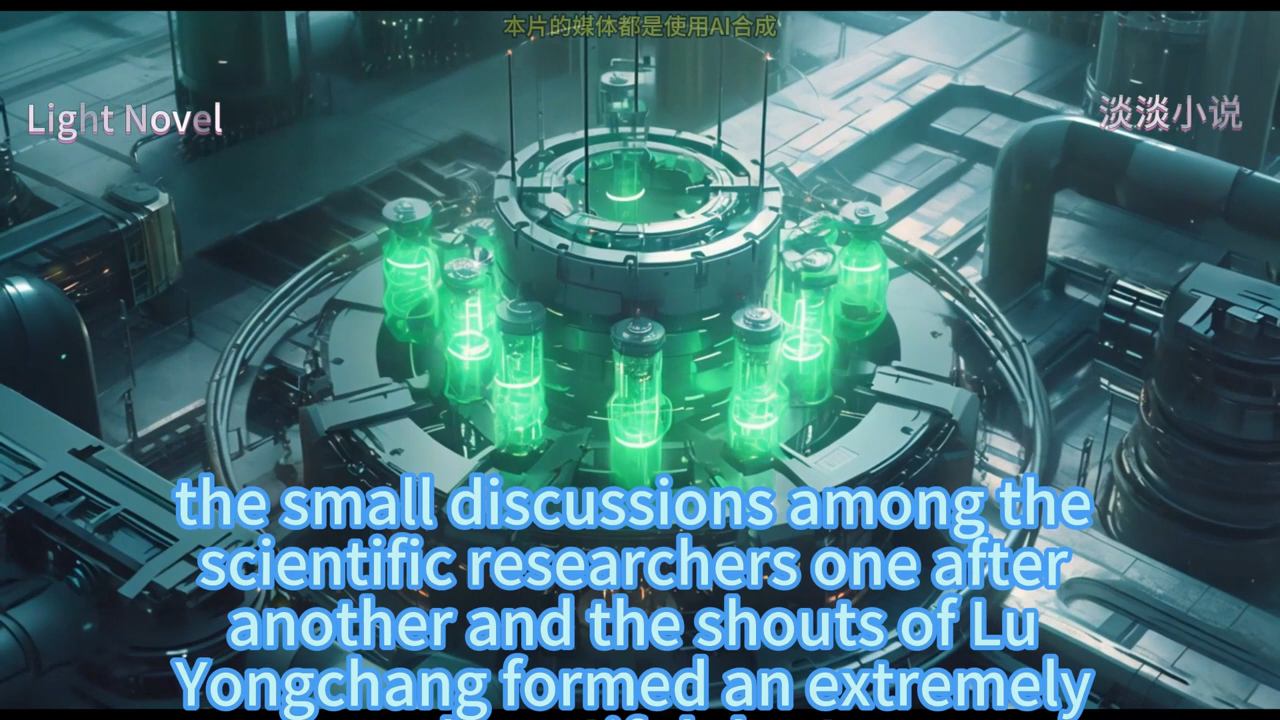 本片的媒体都是使用AI合成
Light Novel
淡淡小说
the small discussions among the
scientific researchers one after
another and the shouts of Lu
Yongchang formed an extremely